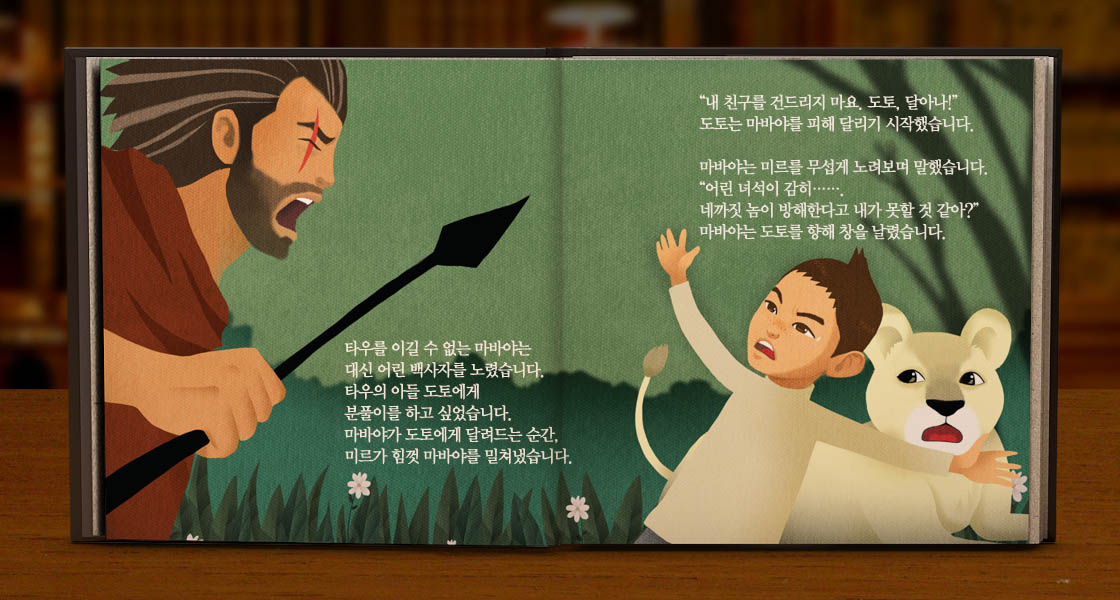 타우를 이길 수 없는 마바야는
대신 어린 백사자를 노렸습니다.
타우의 아들 도토에게
분풀이를 하고 싶었습니다.
마바야가 도토에게 달려드는 순간,
미르가 힘껏 마바야를 밀쳐냈습니다.
“내 친구를 건드리지 마요. 도토, 달아나!”
도토는 마바야를 피해 달리기 시작했습니다.
마바야는 미르를 무섭게 노려보며 말했습니다.
“어린 녀석이 감히…….
네까짓 놈이 방해한다고 내가 못할 것 같아?”
마바야는 도토를 향해 창을 날렸습니다.